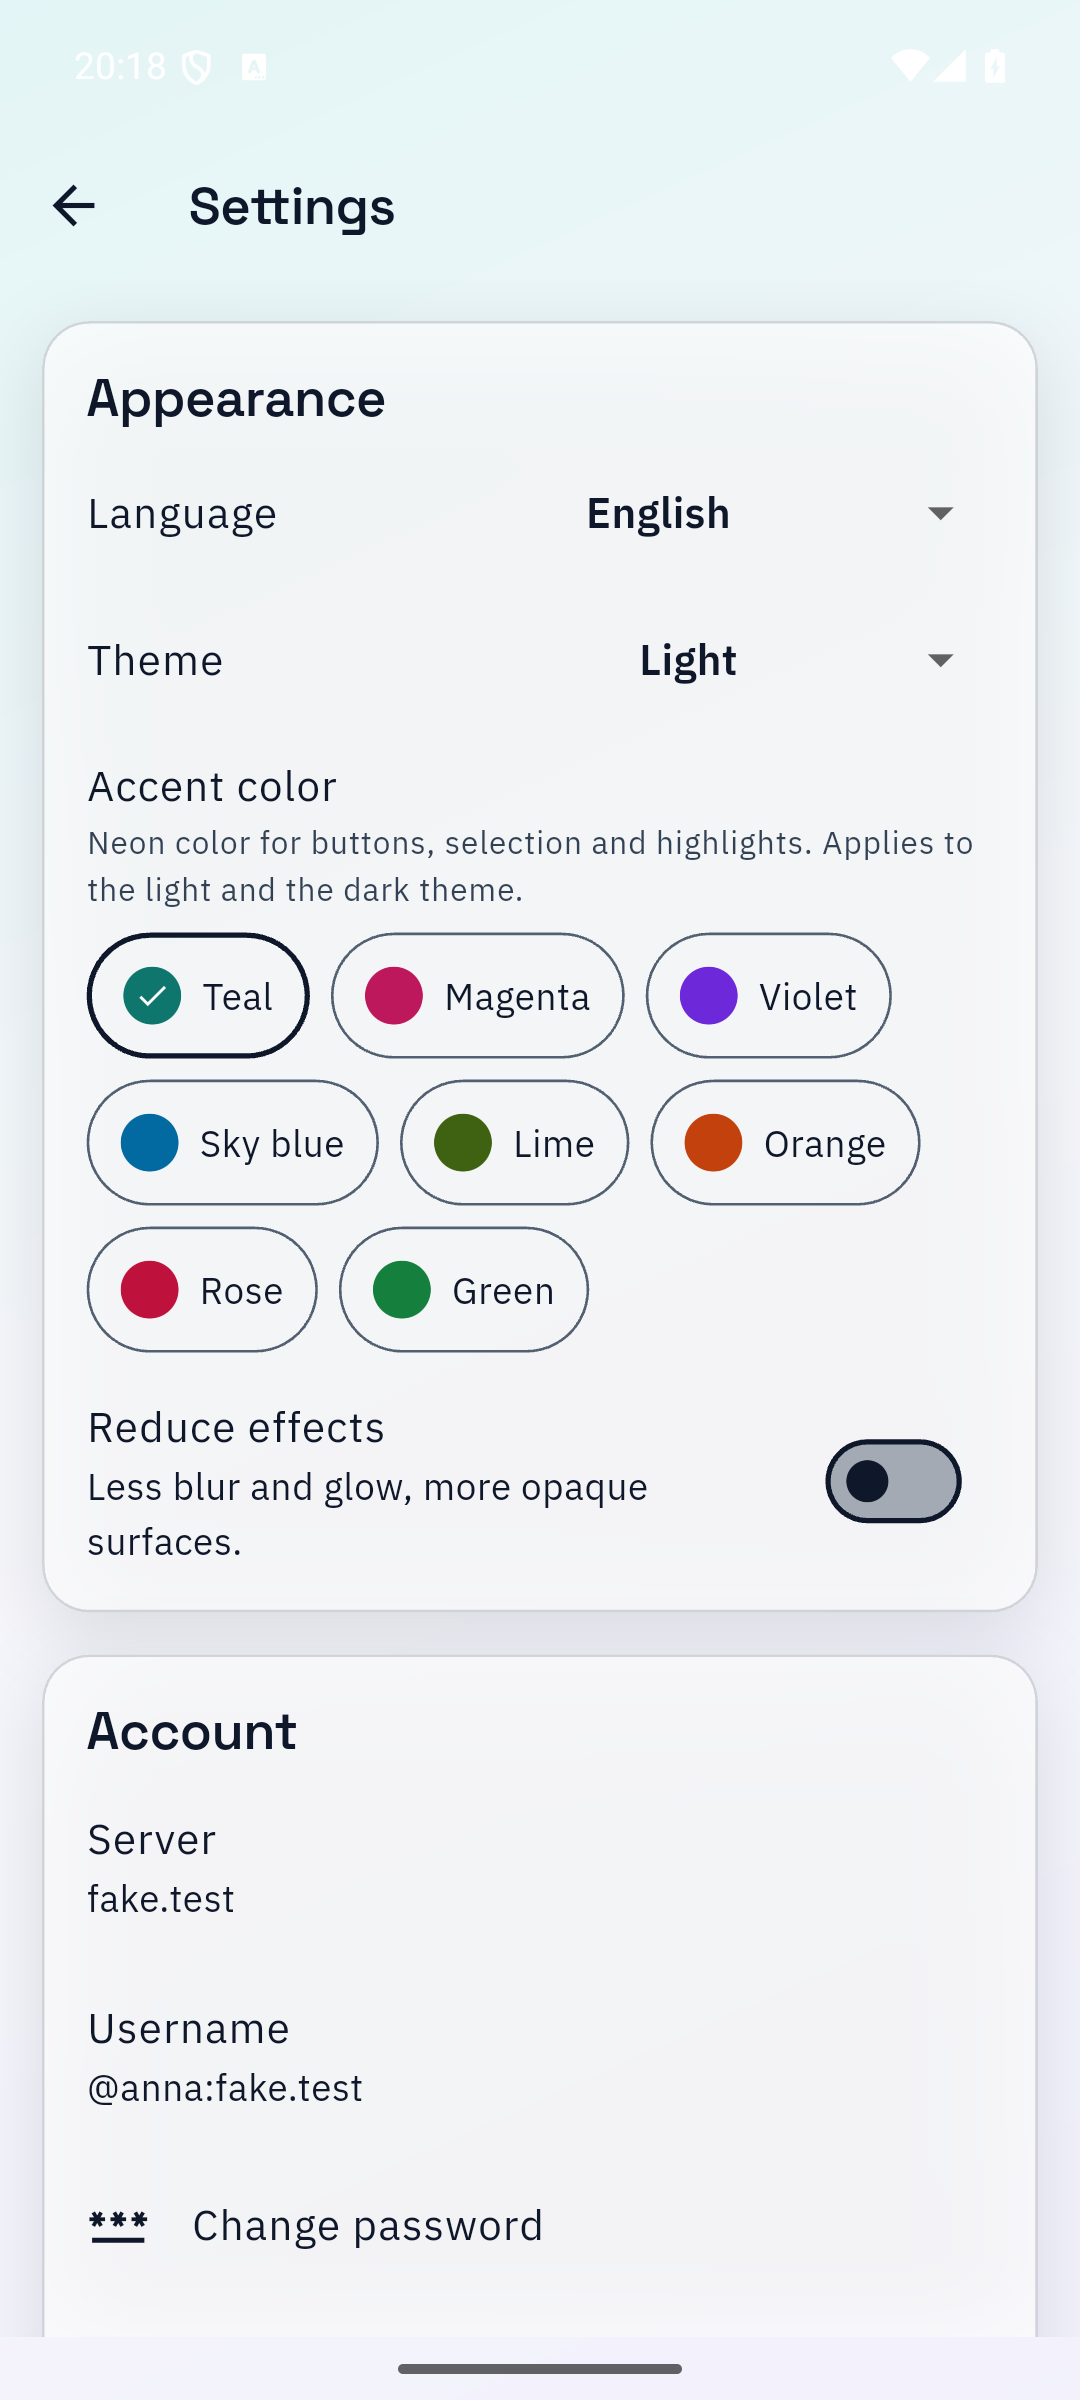 20:18
Settings
Appearance
Language English
Theme Light
Accent color
Neon color for buttons, selection and highlights. Applies to
the light and the dark theme.
Teal Magenta Violet
Sky blue Lime Orange
Rose Green
Reduce effects
Less blur and glow, more opaque
surfaces.
Account
Server
fake.test
Username
@anna:fake.test
*** Change password